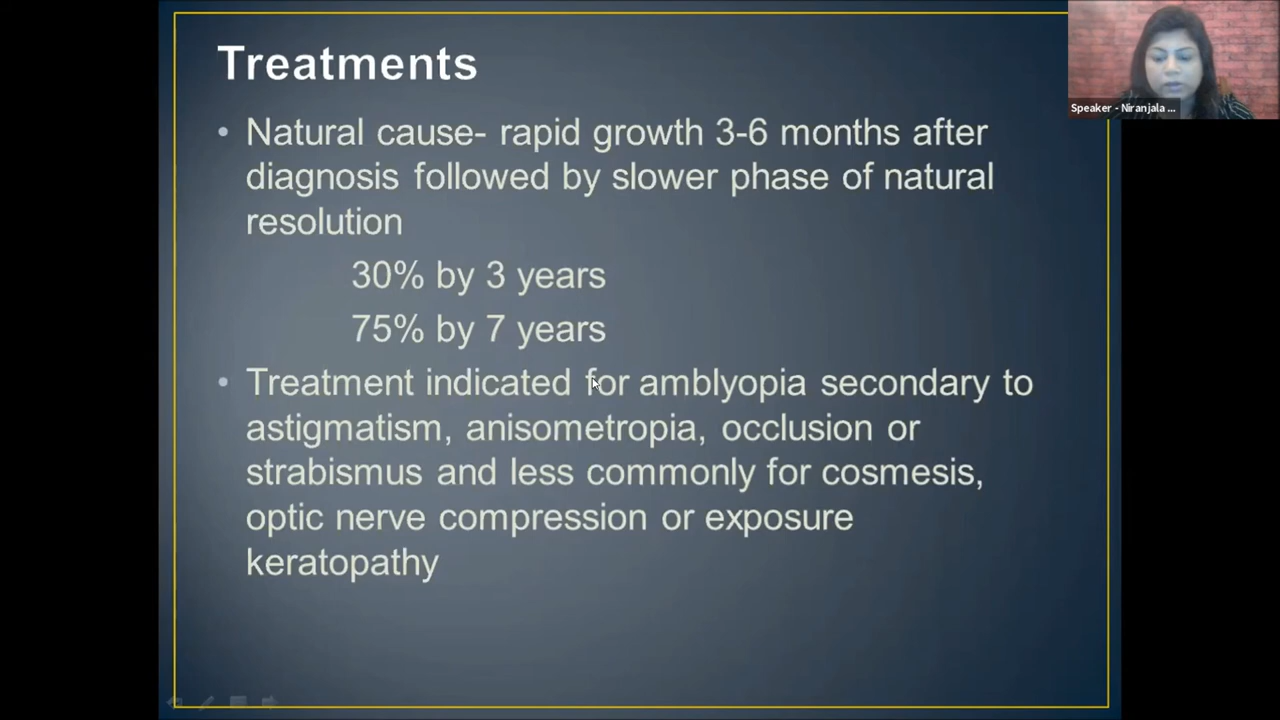 Treatments
• Natural cause- rapid growth 3-6 months after
diagnosis followed by slower phase of natural
resolution
30% by 3 years
75% by 7 years
• Treatment indicated for amblyopia secondary to
astigmatism, anisometropia, occlusion or
strabismus and less commonly for cosmesis,
optic nerve compression or exposure
keratopathy
Speaker - Niranjala ...